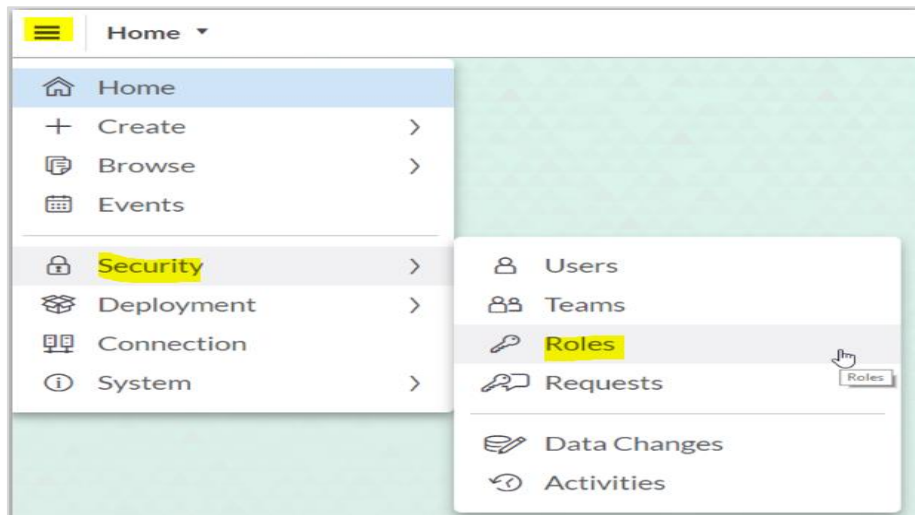 Home
Home
Create
Browse
Events
Security
Deployment
Connection
System
Users
Teams
Roles
Roles
Requests
Data Changes
Activities